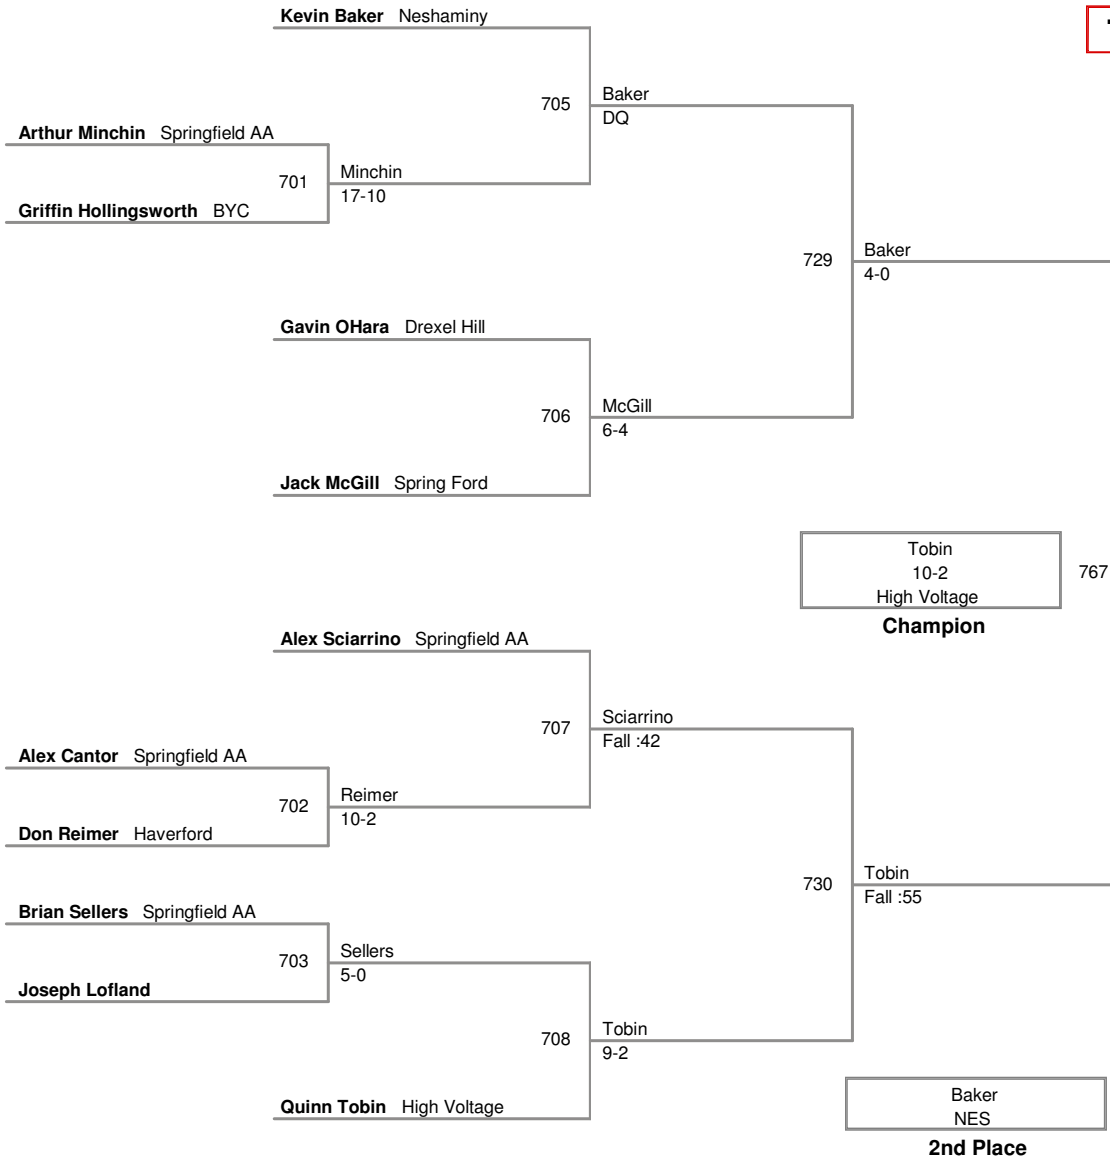 Kevin Baker Neshaminy
705
Baker
DQ
Arthur Minchin Springfield AA
701
Minchin
17-10
Griffin Hollingsworth BYC
729
Baker
4-0
Gavin OHara Drexel Hill
706
McGill
6-4
Jack McGill Spring Ford
Tobin
10-2
High Voltage
767
Champion
Alex Sciarrino Springfield AA
707
Sciarrino
Fall :42
Alex Cantor Springfield AA
702
Reimer
10-2
Don Reimer Haverford
730
Tobin
Fall :55
Brian Sellers Springfield AA
703
Sellers
5-0
Joseph Lofland
708
Tobin
9-2
Quinn Tobin High Voltage
Baker
NES
2nd Place